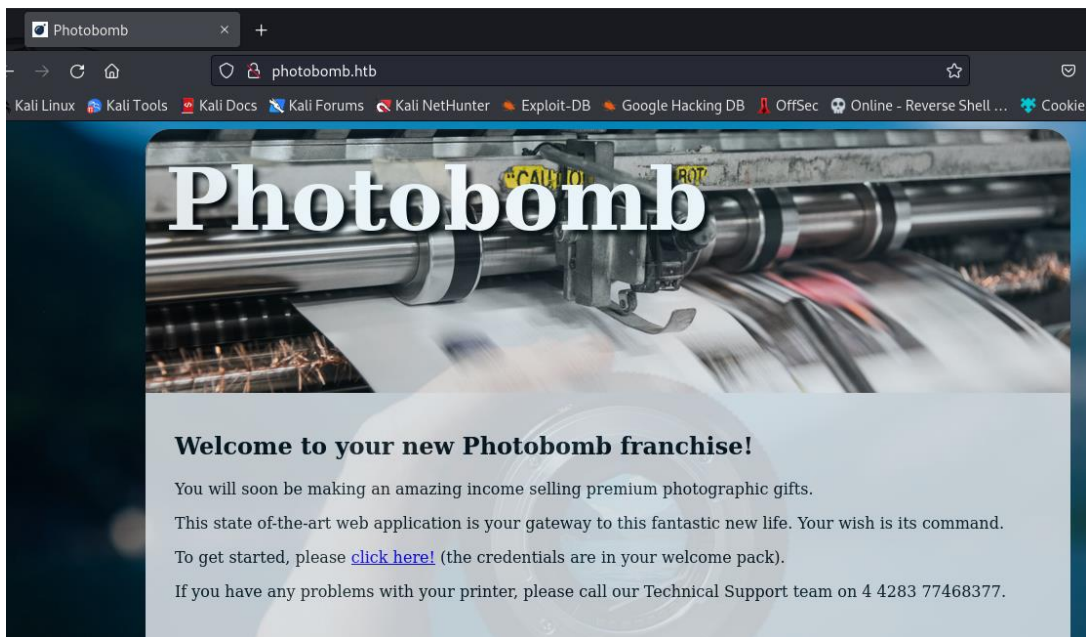 Photobomb
photobomb.htb
Kali Linux Kali Tools Kali Docs Kali Forums Kali NetHunter Exploit-DB Google Hacking DB OffSec Online - Reverse Shell ... Cookie
Photobomb
Welcome to your new Photobomb franchise!
You will soon be making an amazing income selling premium photographic gifts.
This state of-the-art web application is your gateway to this fantastic new life. Your wish is its command.
To get started, please click here! (the credentials are in your welcome pack).
If you have any problems with your printer, please call our Technical Support team on 4 4283 77468377.